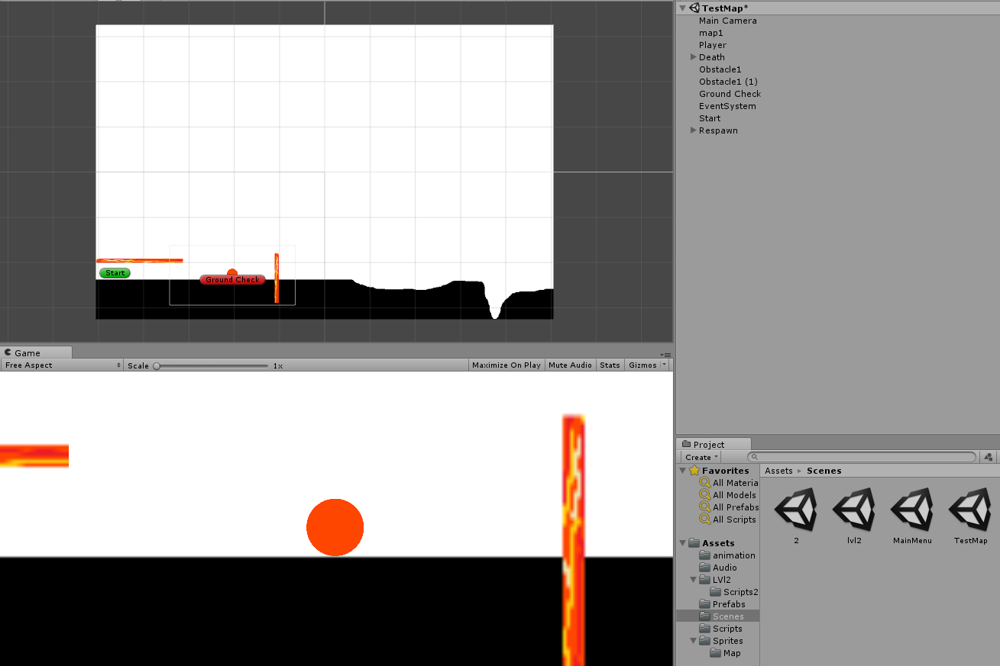 Start
Ground Check
Game
Free Aspect
Scale
1x
Maximize On Play
Mute Audio
Stats
Gizmos
TestMap*
Main Camera
map1
Player
Death
Obstacle1
Obstacle1 (1)
Ground Check
EventSystem
Start
Respawn
Project
Create
Favorites
All Materia
All Models
All Prefabs
All Scripts
Assets
animation
Audio
LVl2
Scripts2
Prefabs
Scenes
Scripts
Sprites
Map
Assets Scenes
2
lvl2
MainMenu
TestMap